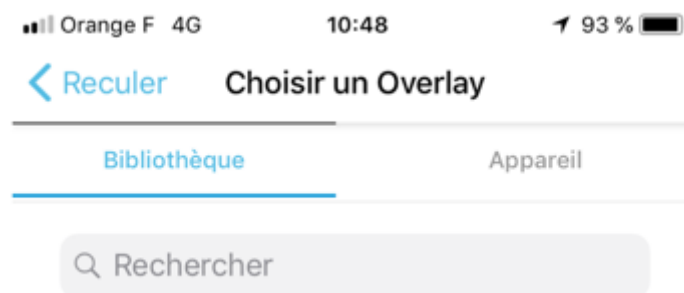 Orange F 4G 10:48 93 %
Reculer Choisir un Overlay
Bibliothèque Appareil
Rechercher